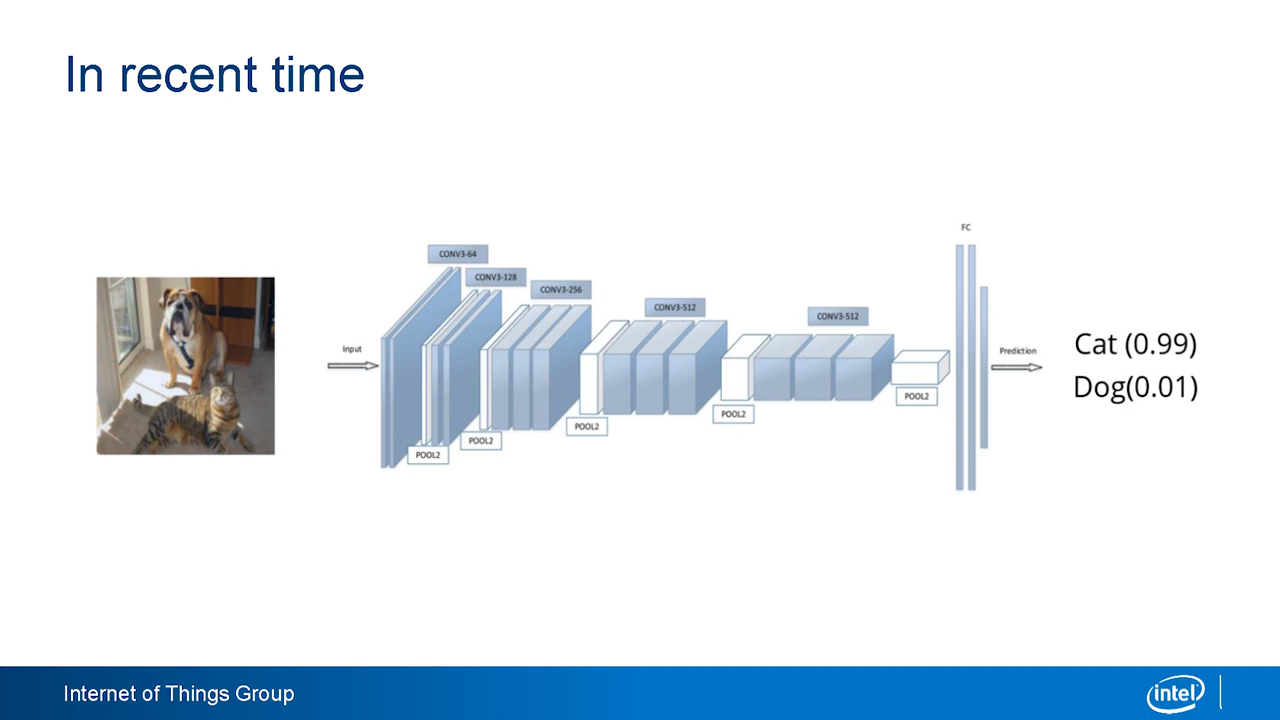 In recent time
FC
CONV3-64
CONV3-128
CONV3-256
CONV3-512
CONV3-512
Input
Prediction
Cat (0.99)
Dog(0.01)
POOL2
POOL2
POOL2
POOL2
POOL2
Internet of Things Group
intel